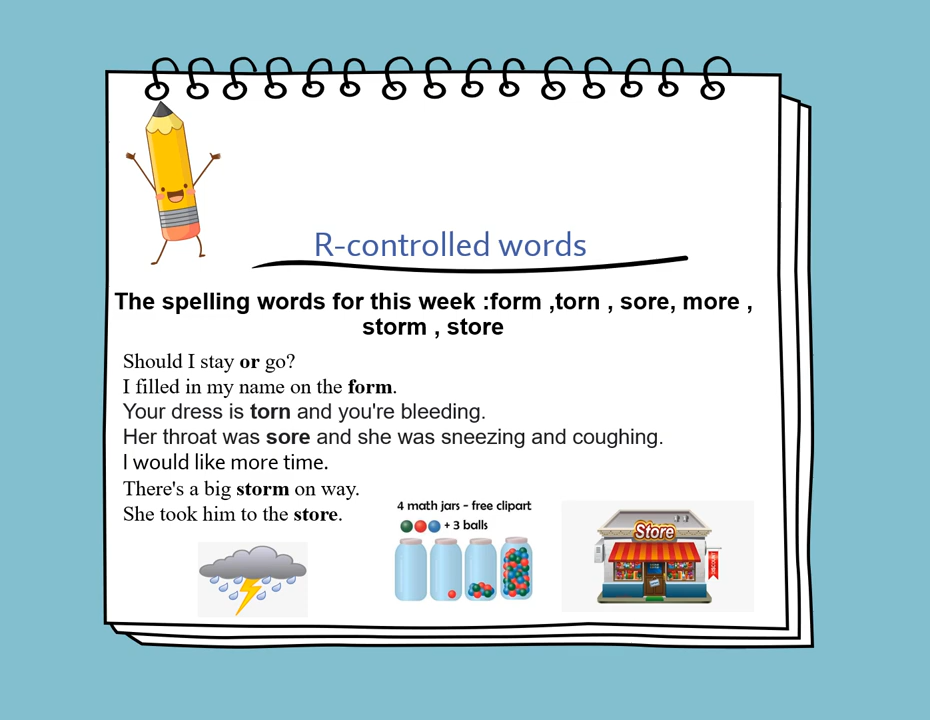 R-controlled words
The spelling words for this week :form ,torn , sore, more ,
storm , store
Should I stay or go?
I filled in my name on the form.
Your dress is torn and you're bleeding.
Her throat was sore and she was sneezing and coughing.
I would like more time.
There's a big storm on way.
She took him to the store.
4 math jars - free clipart
+ 3 balls
Store